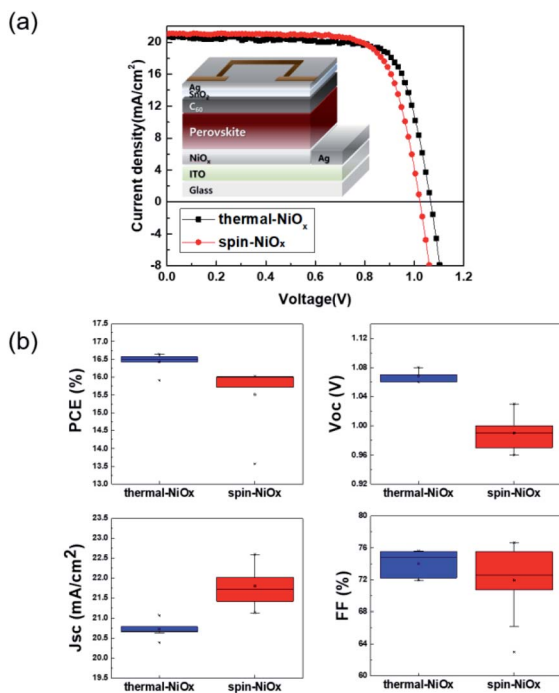 (a)
Current density(mA/cm²)
20
16
12
8
4
0
-4
-8
0.0 0.2 0.4 0.6 0.8 1.0 1.2
Voltage(V)
Ag
SnO₂
C₆₀
Perovskite
NiOₓ
Ag
ITO
Glass
thermal-NiOₓ
spin-NiOₓ
(b)
PCE (%)
17.5
17.0
16.5
16.0
15.5
15.0
14.5
14.0
13.5
13.0
thermal-NiOx spin-NiOx
Voc (V)
1.08
1.04
1.00
0.96
0.92
thermal-NiOx spin-NiOx
Jsc (mA/cm²)
23.5
23.0
22.5
22.0
21.5
21.0
20.5
20.0
19.5
thermal-NiOx spin-NiOx
FF (%)
80
76
72
68
64
60
thermal-NiOx spin-NiOx